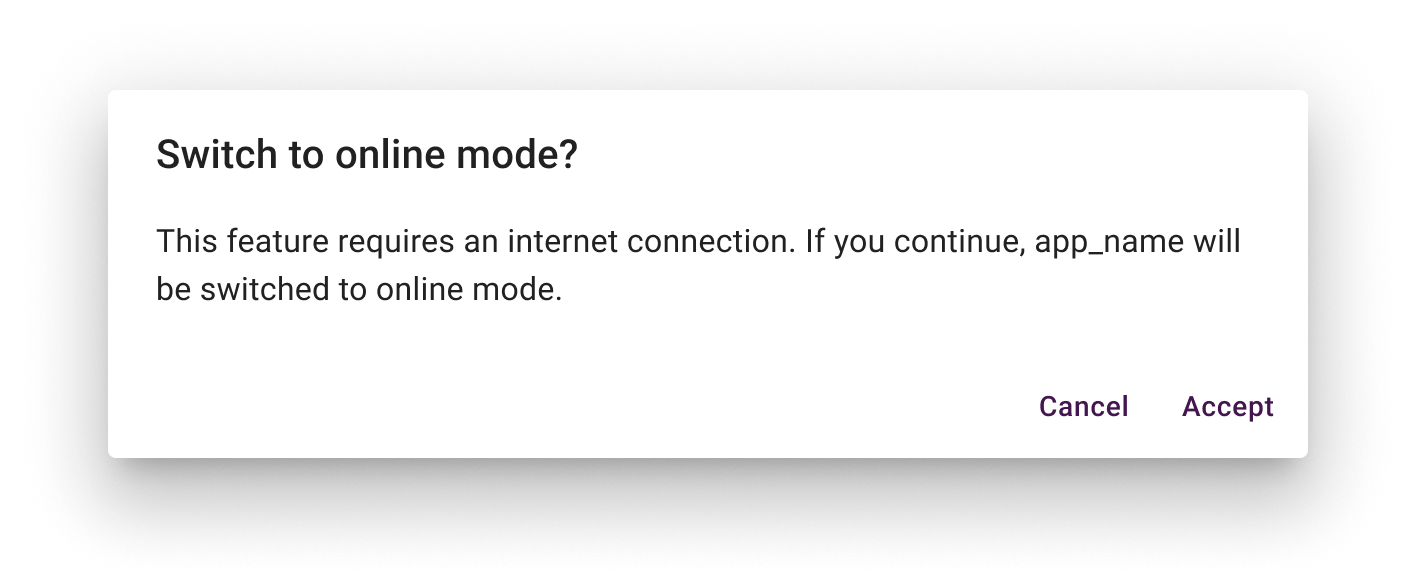 Switch to online mode?
This feature requires an internet connection. If you continue, app_name will
be switched to online mode.
Cancel Accept